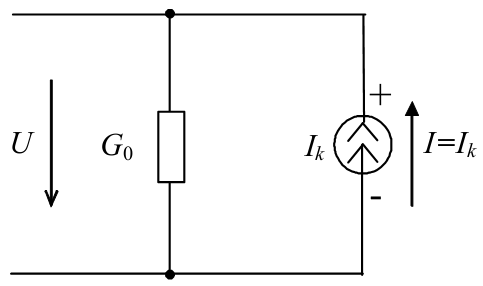 +
U
G₀
Iₖ
I=Iₖ
-